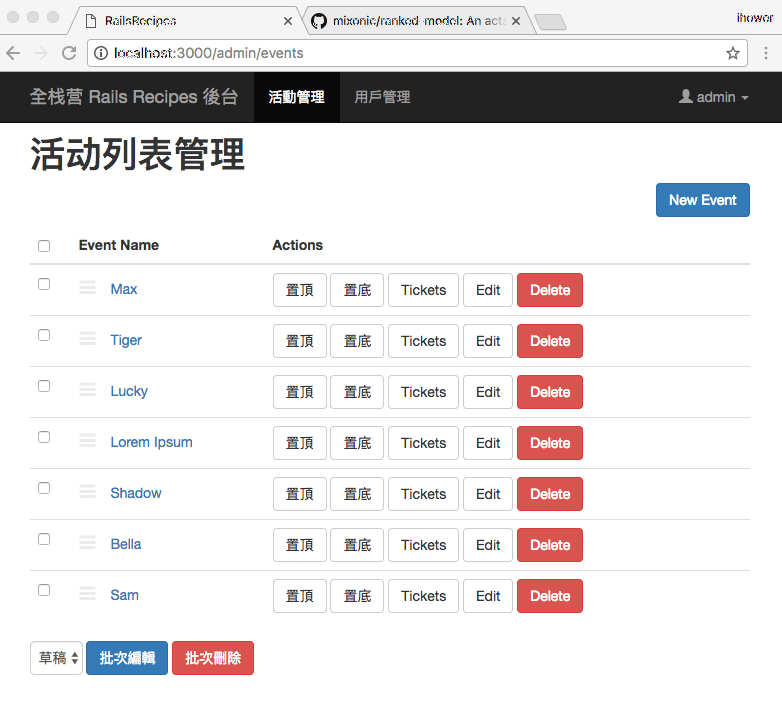 RailsRecipes
mixonic/ranked-model: An acts
ihower
localhost:3000/admin/events
全栈营 Rails Recipes 後台 活動管理 用戶管理 admin
活动列表管理
New Event
Event Name Actions
Max 置頂 置底 Tickets Edit Delete
Tiger 置頂 置底 Tickets Edit Delete
Lucky 置頂 置底 Tickets Edit Delete
Lorem Ipsum 置頂 置底 Tickets Edit Delete
Shadow 置頂 置底 Tickets Edit Delete
Bella 置頂 置底 Tickets Edit Delete
Sam 置頂 置底 Tickets Edit Delete
草稿 批次編輯 批次刪除